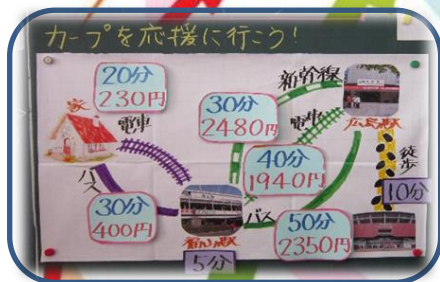 カープを応援に行こう!
20分
230円
家
電車
バス
30分
400円
5分
30分
2480円
新幹線
電車
40分
1940円
バス
50分
2350円
広島駅
徒歩
10分